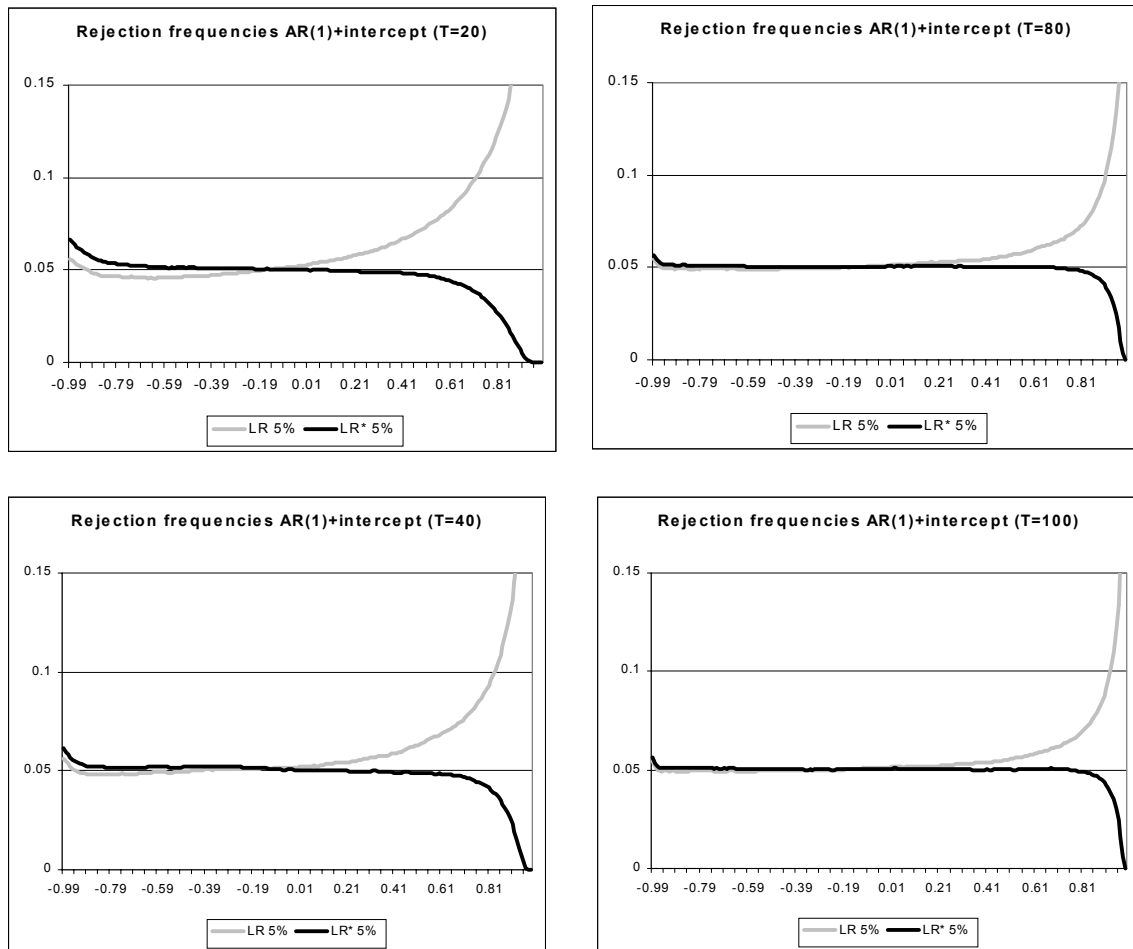 Rejection frequencies AR(1)+intercept (T=20)
0.15
0.1
0.05
0
-0.99 -0.79 -0.59 -0.39 -0.19 0.01 0.21 0.41 0.61 0.81
LR 5% LR* 5%
Rejection frequencies AR(1)+intercept (T=80)
0.15
0.1
0.05
0
-0.99 -0.79 -0.59 -0.39 -0.19 0.01 0.21 0.41 0.61 0.81
LR 5% LR* 5%
Rejection frequencies AR(1)+intercept (T=40)
0.15
0.1
0.05
0
-0.99 -0.79 -0.59 -0.39 -0.19 0.01 0.21 0.41 0.61 0.81
LR 5% LR* 5%
Rejection frequencies AR(1)+intercept (T=100)
0.15
0.1
0.05
0
-0.99 -0.79 -0.59 -0.39 -0.19 0.01 0.21 0.41 0.61 0.81
LR 5% LR* 5%